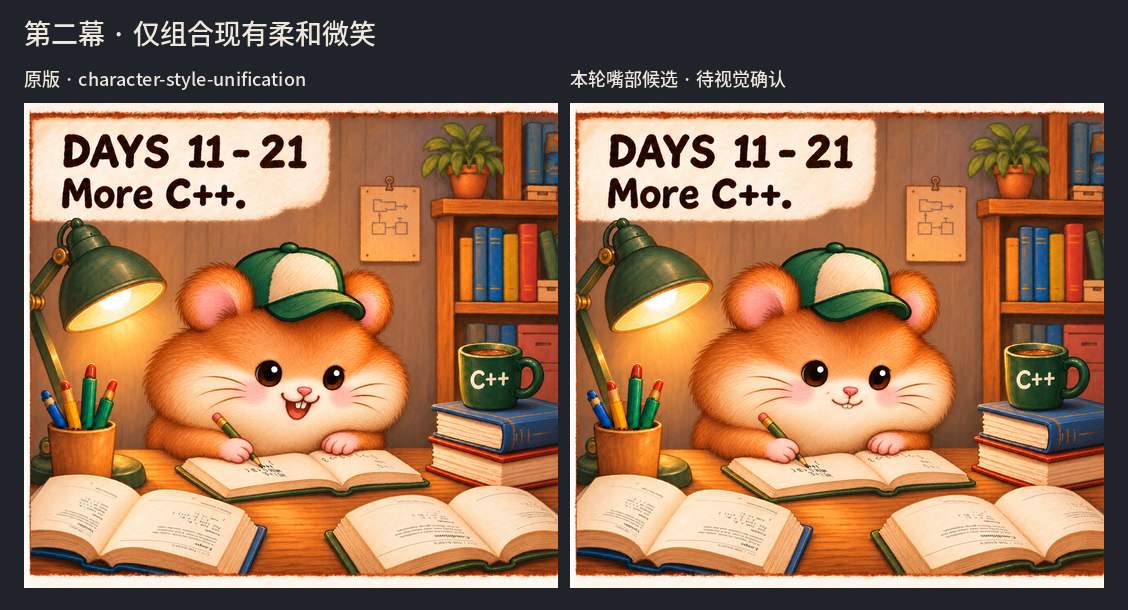 第二幕 · 仅组合现有柔和微笑
原版 · character-style-unification
本轮嘴部候选 · 待视觉确认
DAYS 11 - 21
More C++.
C++
DAYS 11 - 21
More C++.
C++